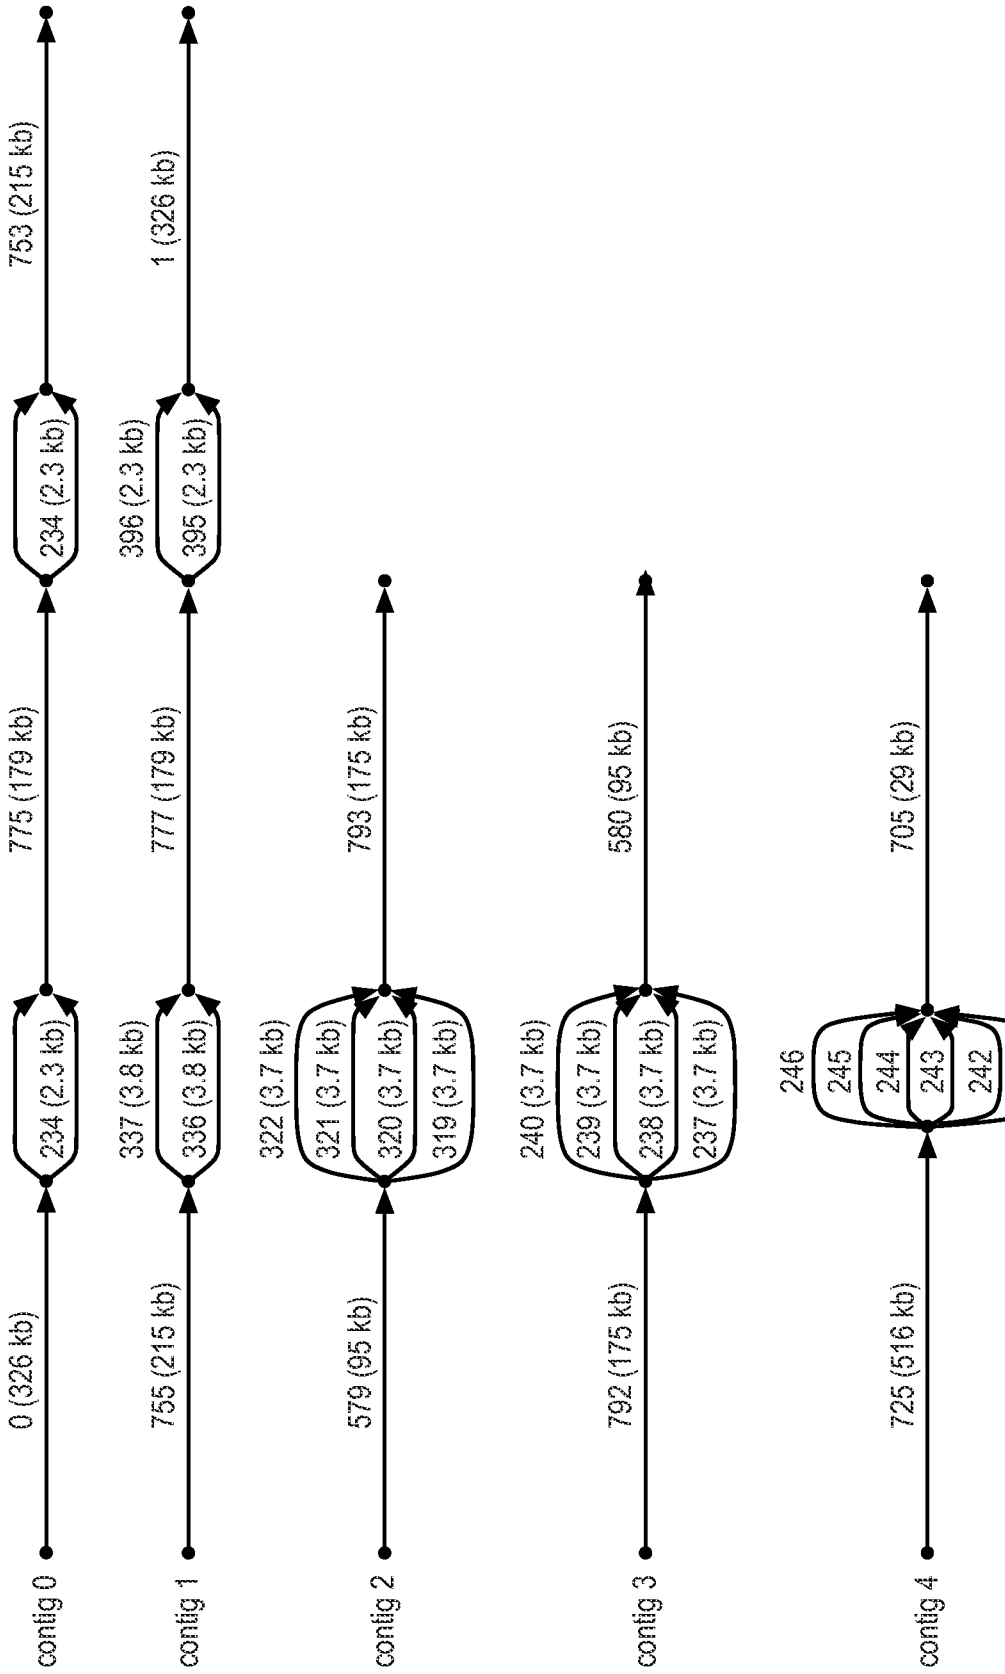 contig 0
0 (326 kb)
234 (2.3 kb)
775 (179 kb)
234 (2.3 kb)
753 (215 kb)
contig 1
755 (215 kb)
337 (3.8 kb)
336 (3.8 kb)
777 (179 kb)
396 (2.3 kb)
395 (2.3 kb)
1 (326 kb)
contig 2
579 (95 kb)
322 (3.7 kb)
321 (3.7 kb)
320 (3.7 kb)
319 (3.7 kb)
793 (175 kb)
contig 3
792 (175 kb)
240 (3.7 kb)
239 (3.7 kb)
238 (3.7 kb)
237 (3.7 kb)
580 (95 kb)
contig 4
725 (516 kb)
246
245
244
243
242
705 (29 kb)